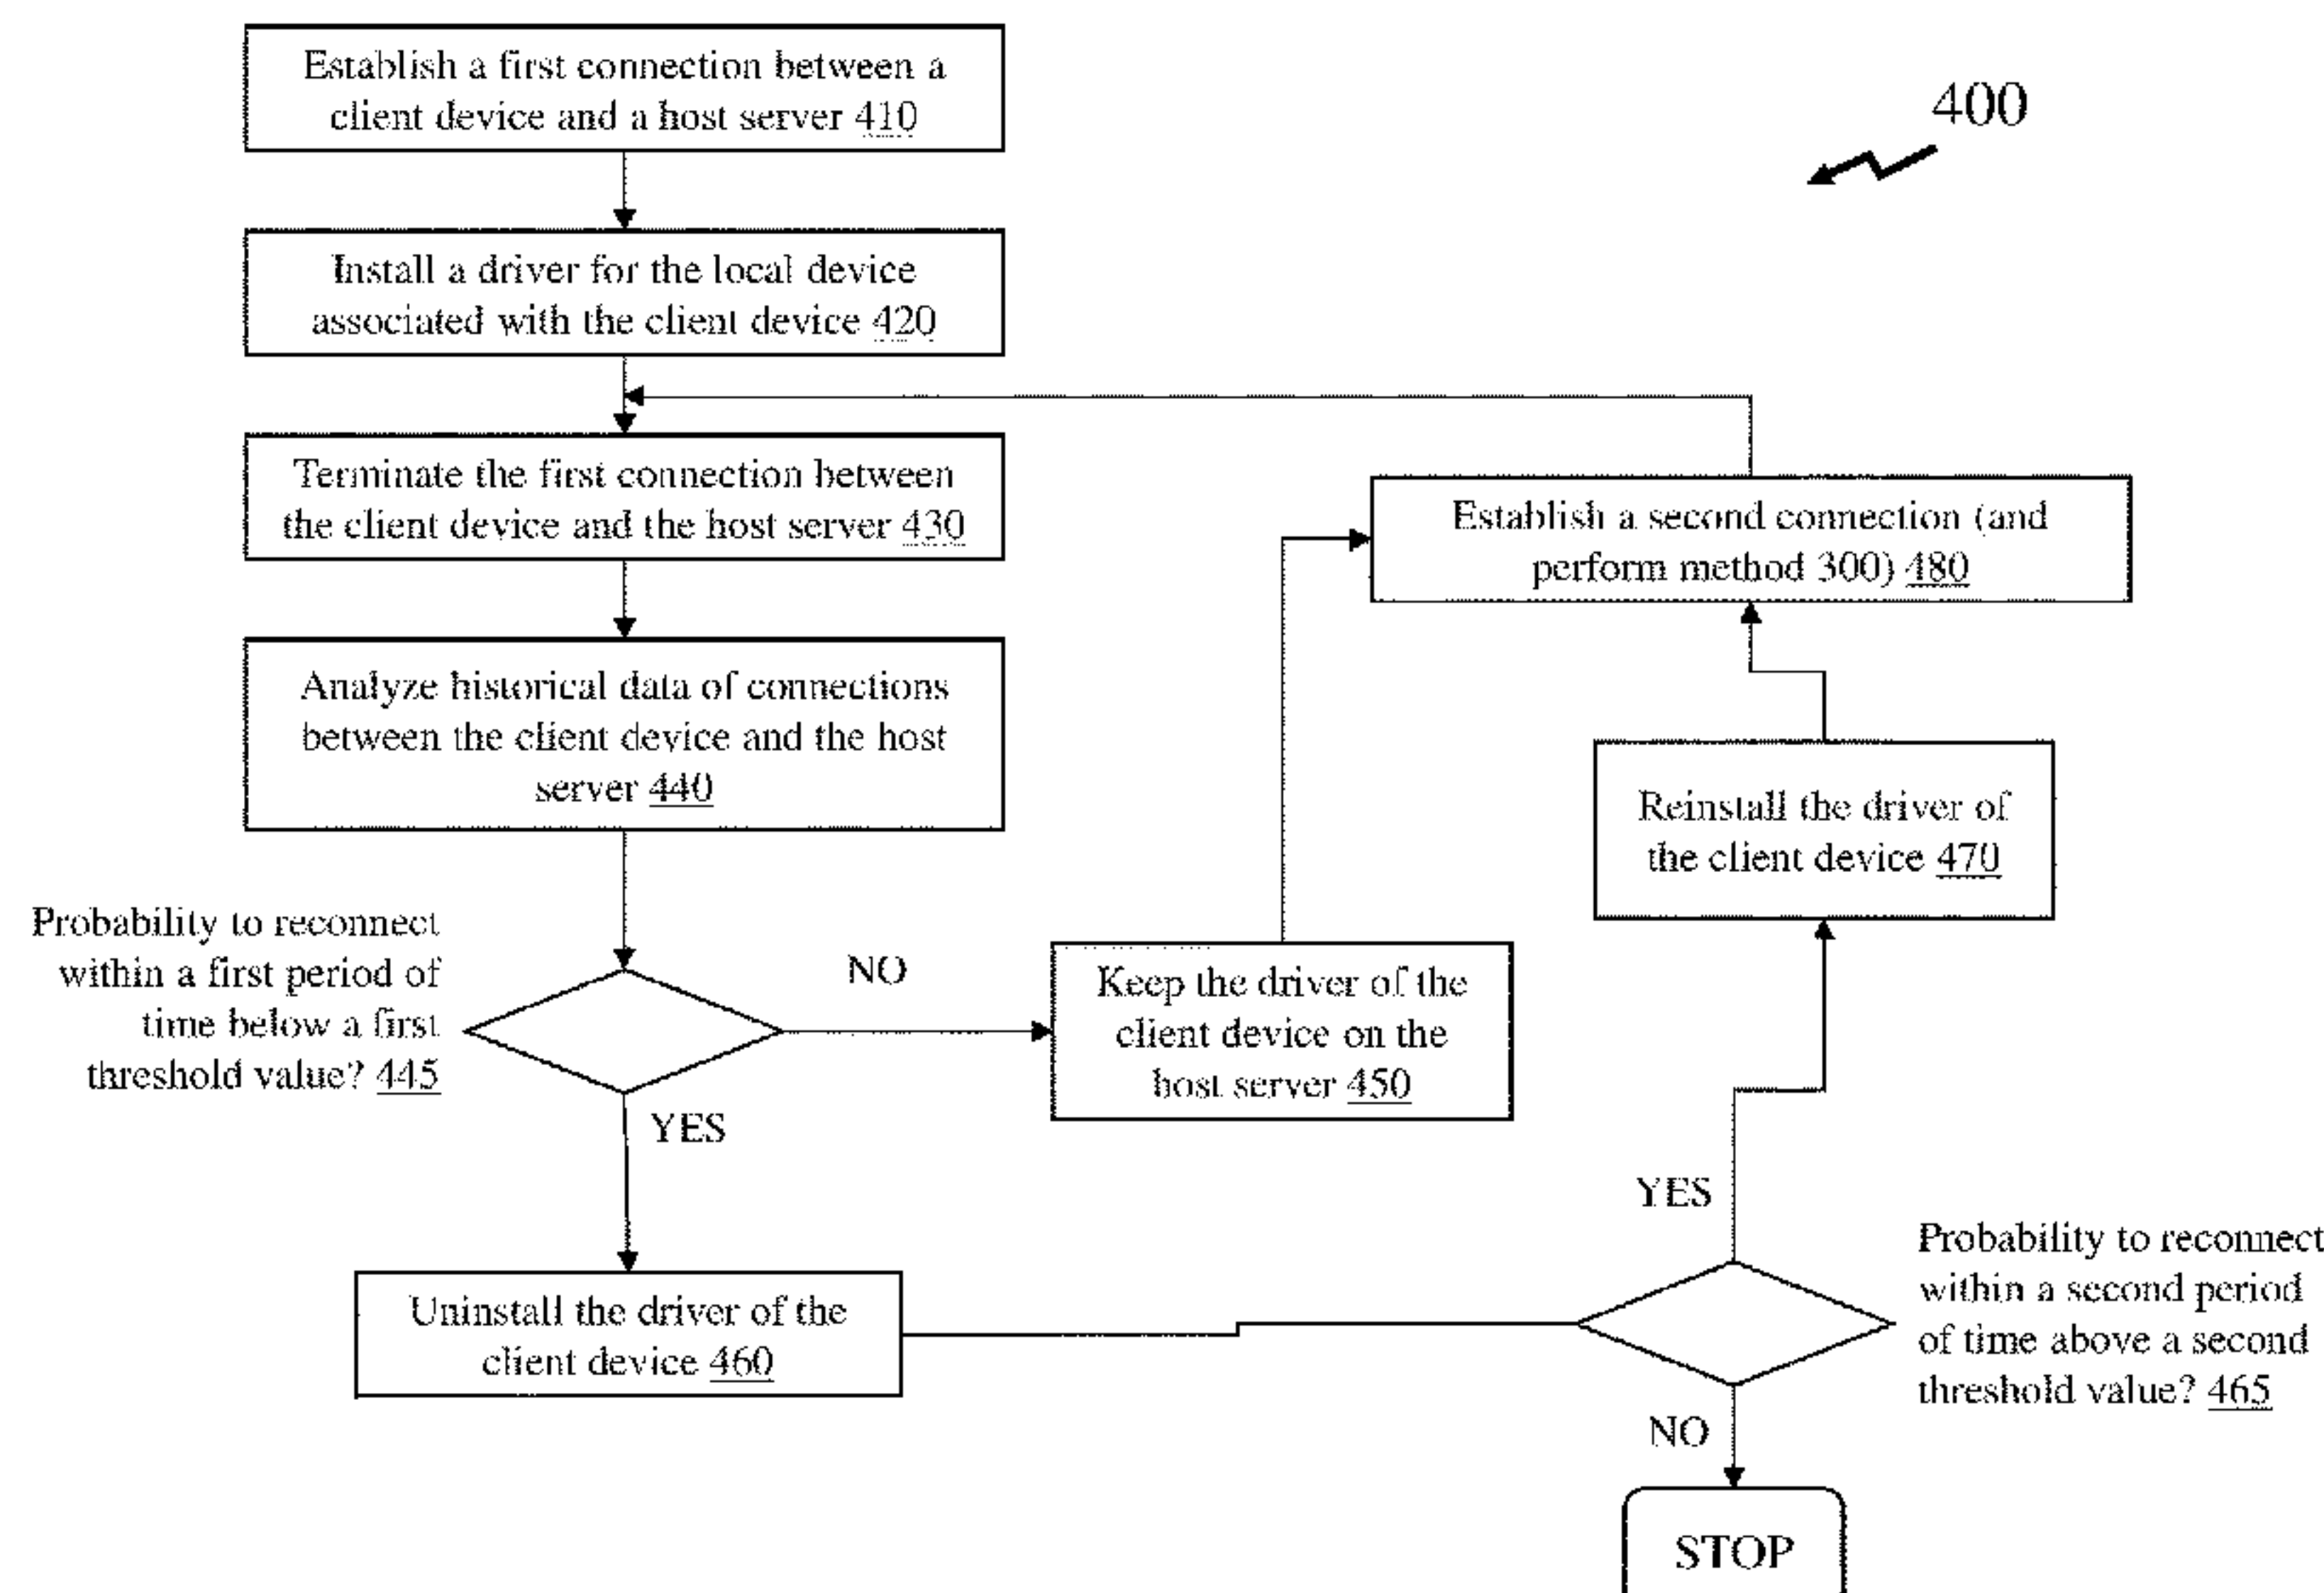 Establish a first connection between a
client device and a host server 410
400
Install a driver for the local device
associated with the client device 420
Terminate the first connection between
the client device and the host server 430
Establish a second connection (and
perform method 300) 480
Analyze historical data of connections
between the client device and the host
server 440
Reinstall the driver of
the client device 470
Probability to reconnect
within a first period of
time below a first
threshold value? 445
NO
Keep the driver of the
client device on the
host server 450
YES
YES
Probability to reconnect
within a second period
of time above a second
threshold value? 465
Uninstall the driver of the
client device 460
NO
STOP